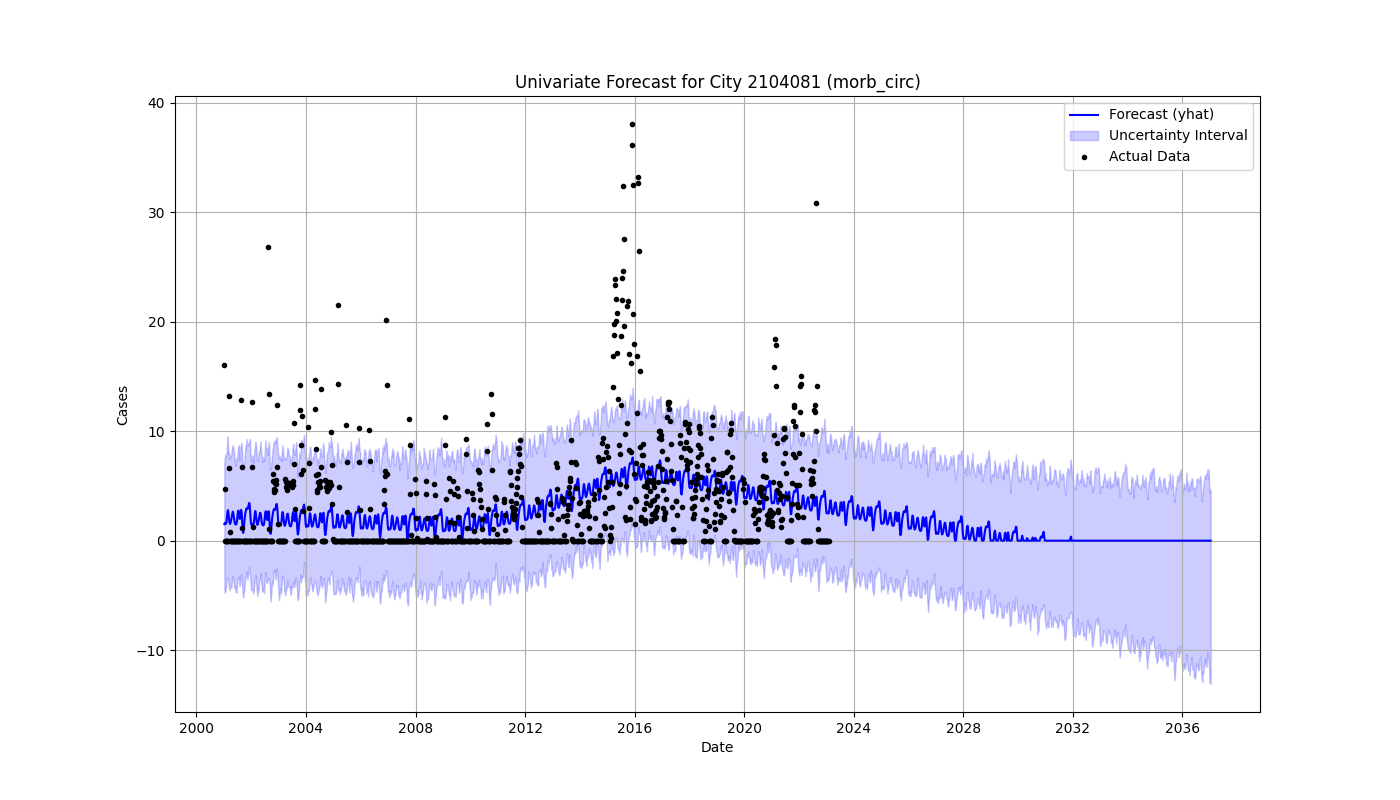 Univariate Forecast for City 2104081 (morb_circ)
Forecast (yhat)
Uncertainty Interval
Actual Data
Cases
40
30
20
10
0
−10
2000 2004 2008 2012 2016 2020 2024 2028 2032 2036
Date